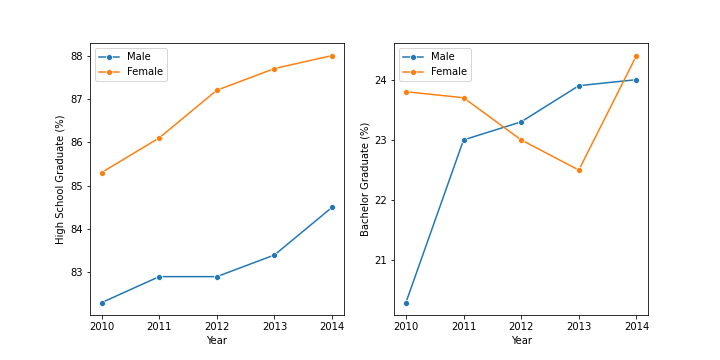 Male
Female
High School Graduate (%)
88
87
86
85
84
83
2010 2011 2012 2013 2014
Year
Male
Female
Bachelor Graduate (%)
24
23
22
21
2010 2011 2012 2013 2014
Year